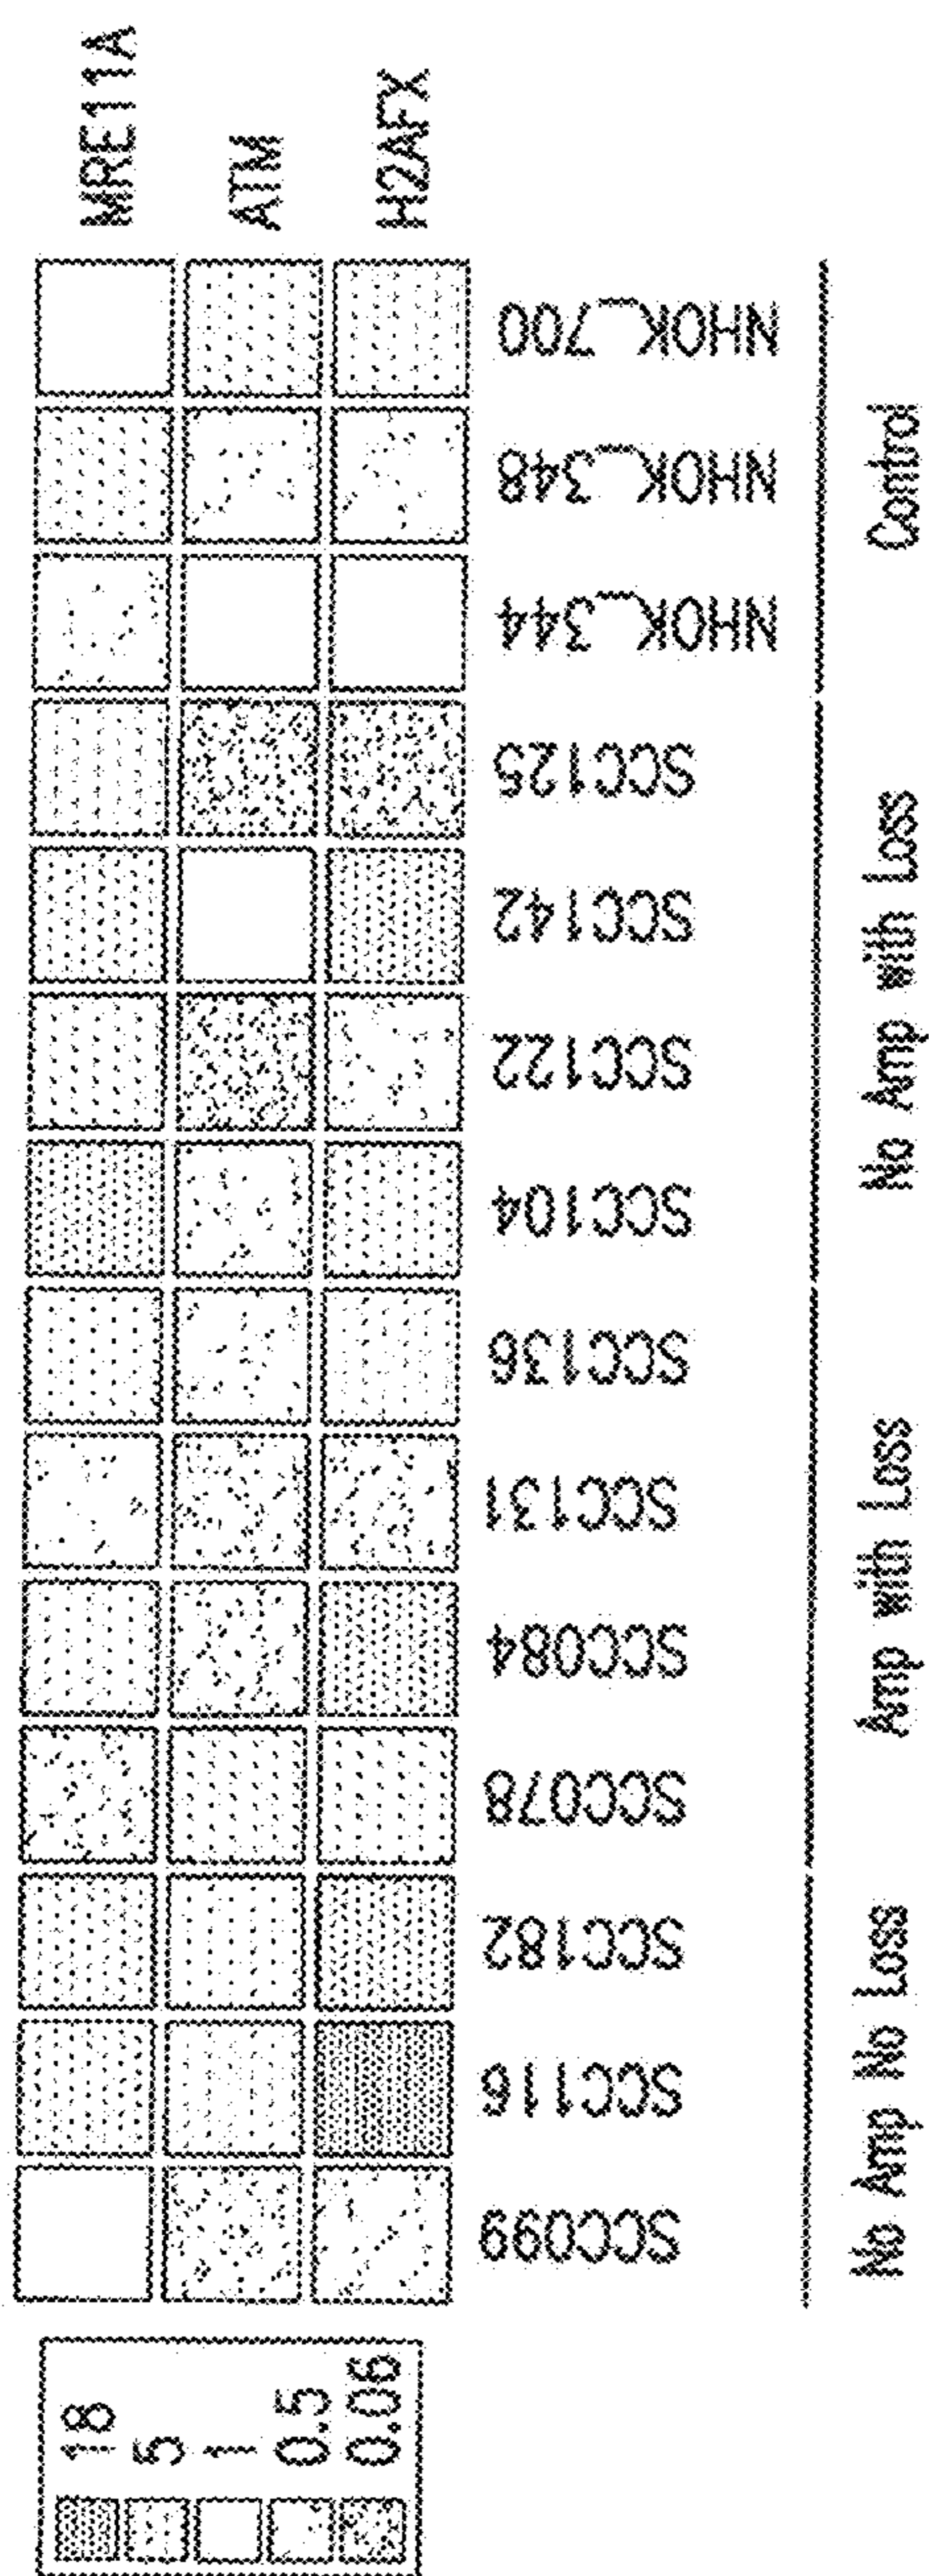 18
5
1
0.5
0.06
MRE11A
ATM
H2AFX
SCC099
SCC116
SCC182
SCC078
SCC084
SCC131
SCC136
SCC104
SCC122
SCC142
SCC125
NHOK_344
NHOK_348
NHOK_700
No Amp No Loss
Amp with Loss
No Amp with Loss
Control